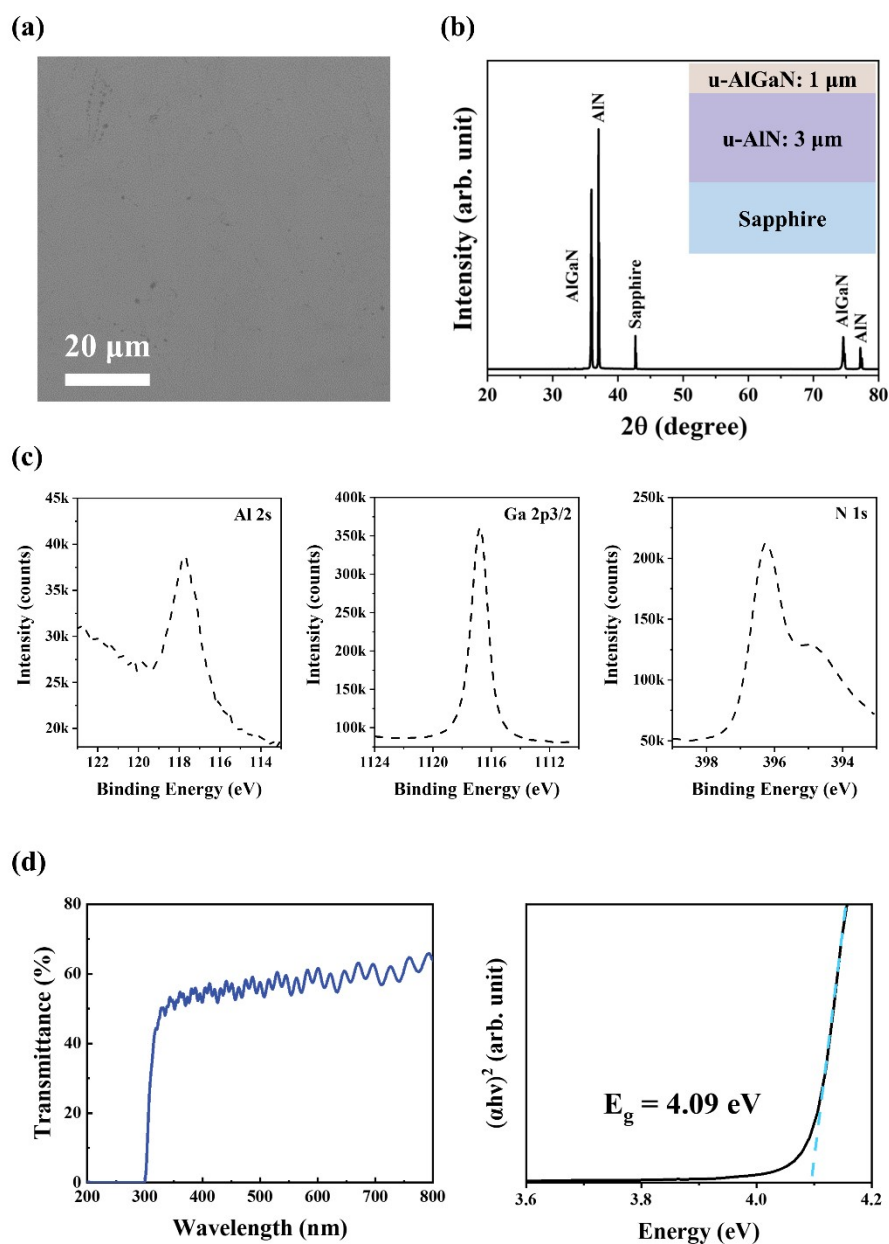 (a)
20 μm
(b)
u-AlGaN: 1 μm
u-AlN: 3 μm
Sapphire
AlGaN
AlN
Sapphire
AlGaN
AlN
Intensity (arb. unit)
20 30 40 50 60 70 80
2θ (degree)
(c)
Al 2s
45k
40k
35k
30k
25k
20k
Intensity (counts)
122 120 118 116 114
Binding Energy (eV)
Ga 2p3/2
400k
350k
300k
250k
200k
150k
100k
Intensity (counts)
1124 1120 1116 1112
Binding Energy (eV)
N 1s
250k
200k
150k
100k
50k
Intensity (counts)
398 396 394
Binding Energy (eV)
(d)
80
60
40
20
0
Transmittance (%)
200 300 400 500 600 700 800
Wavelength (nm)
(αhν)² (arb. unit)
E_g = 4.09 eV
3.6 3.8 4.0 4.2
Energy (eV)